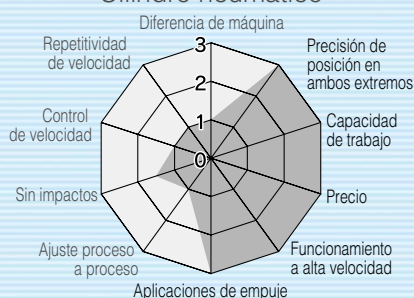 Cilindro neumático
Diferencia de máquina
Repetitividad
de velocidad
3
Precisión de
posición en
ambos extremos
2
Control
de velocidad
1
Capacidad
de trabajo
0
Sin impactos
Precio
Ajuste proceso
a proceso
Funcionamiento
a alta velocidad
Aplicaciones de empuje